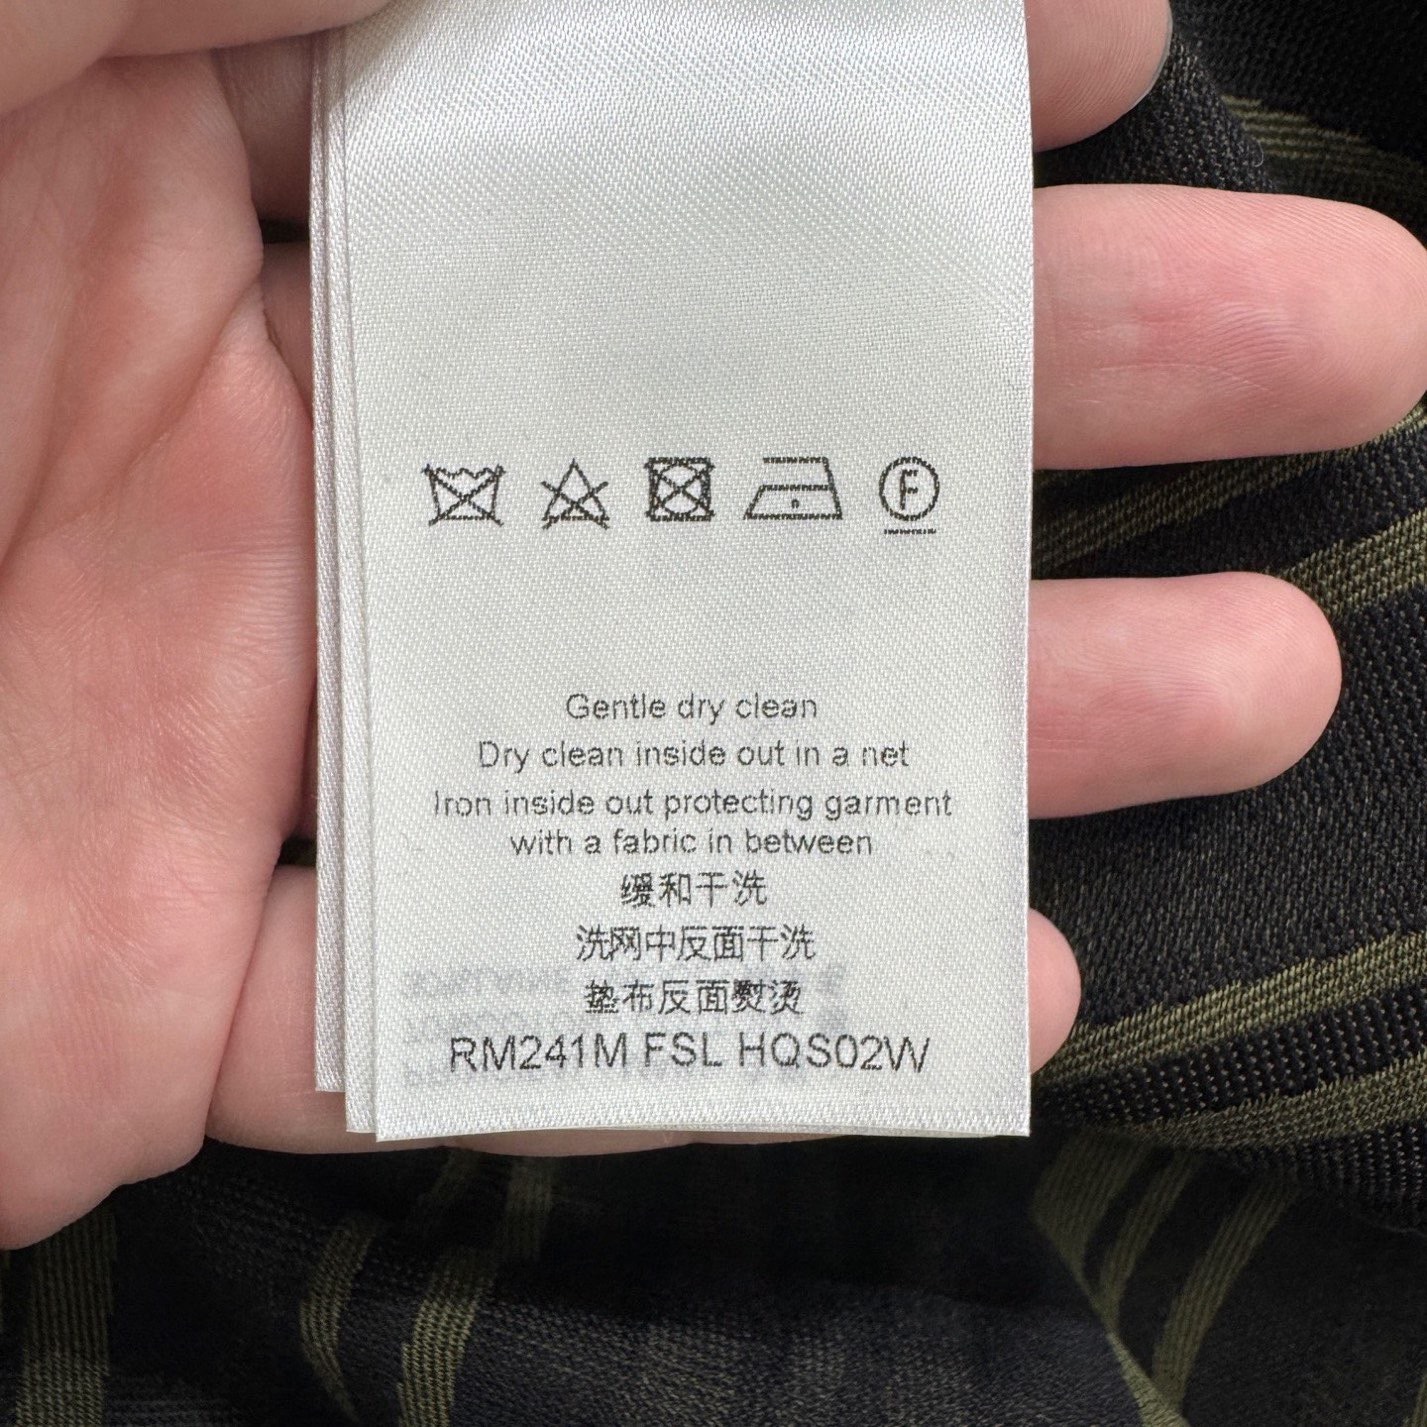 F
Gentle dry clean
Dry clean inside out in a net
Iron inside out protecting garment
with a fabric in between
缓和干洗
洗网中反面干洗
垫布反面熨烫
RM241M FSL HQS02W